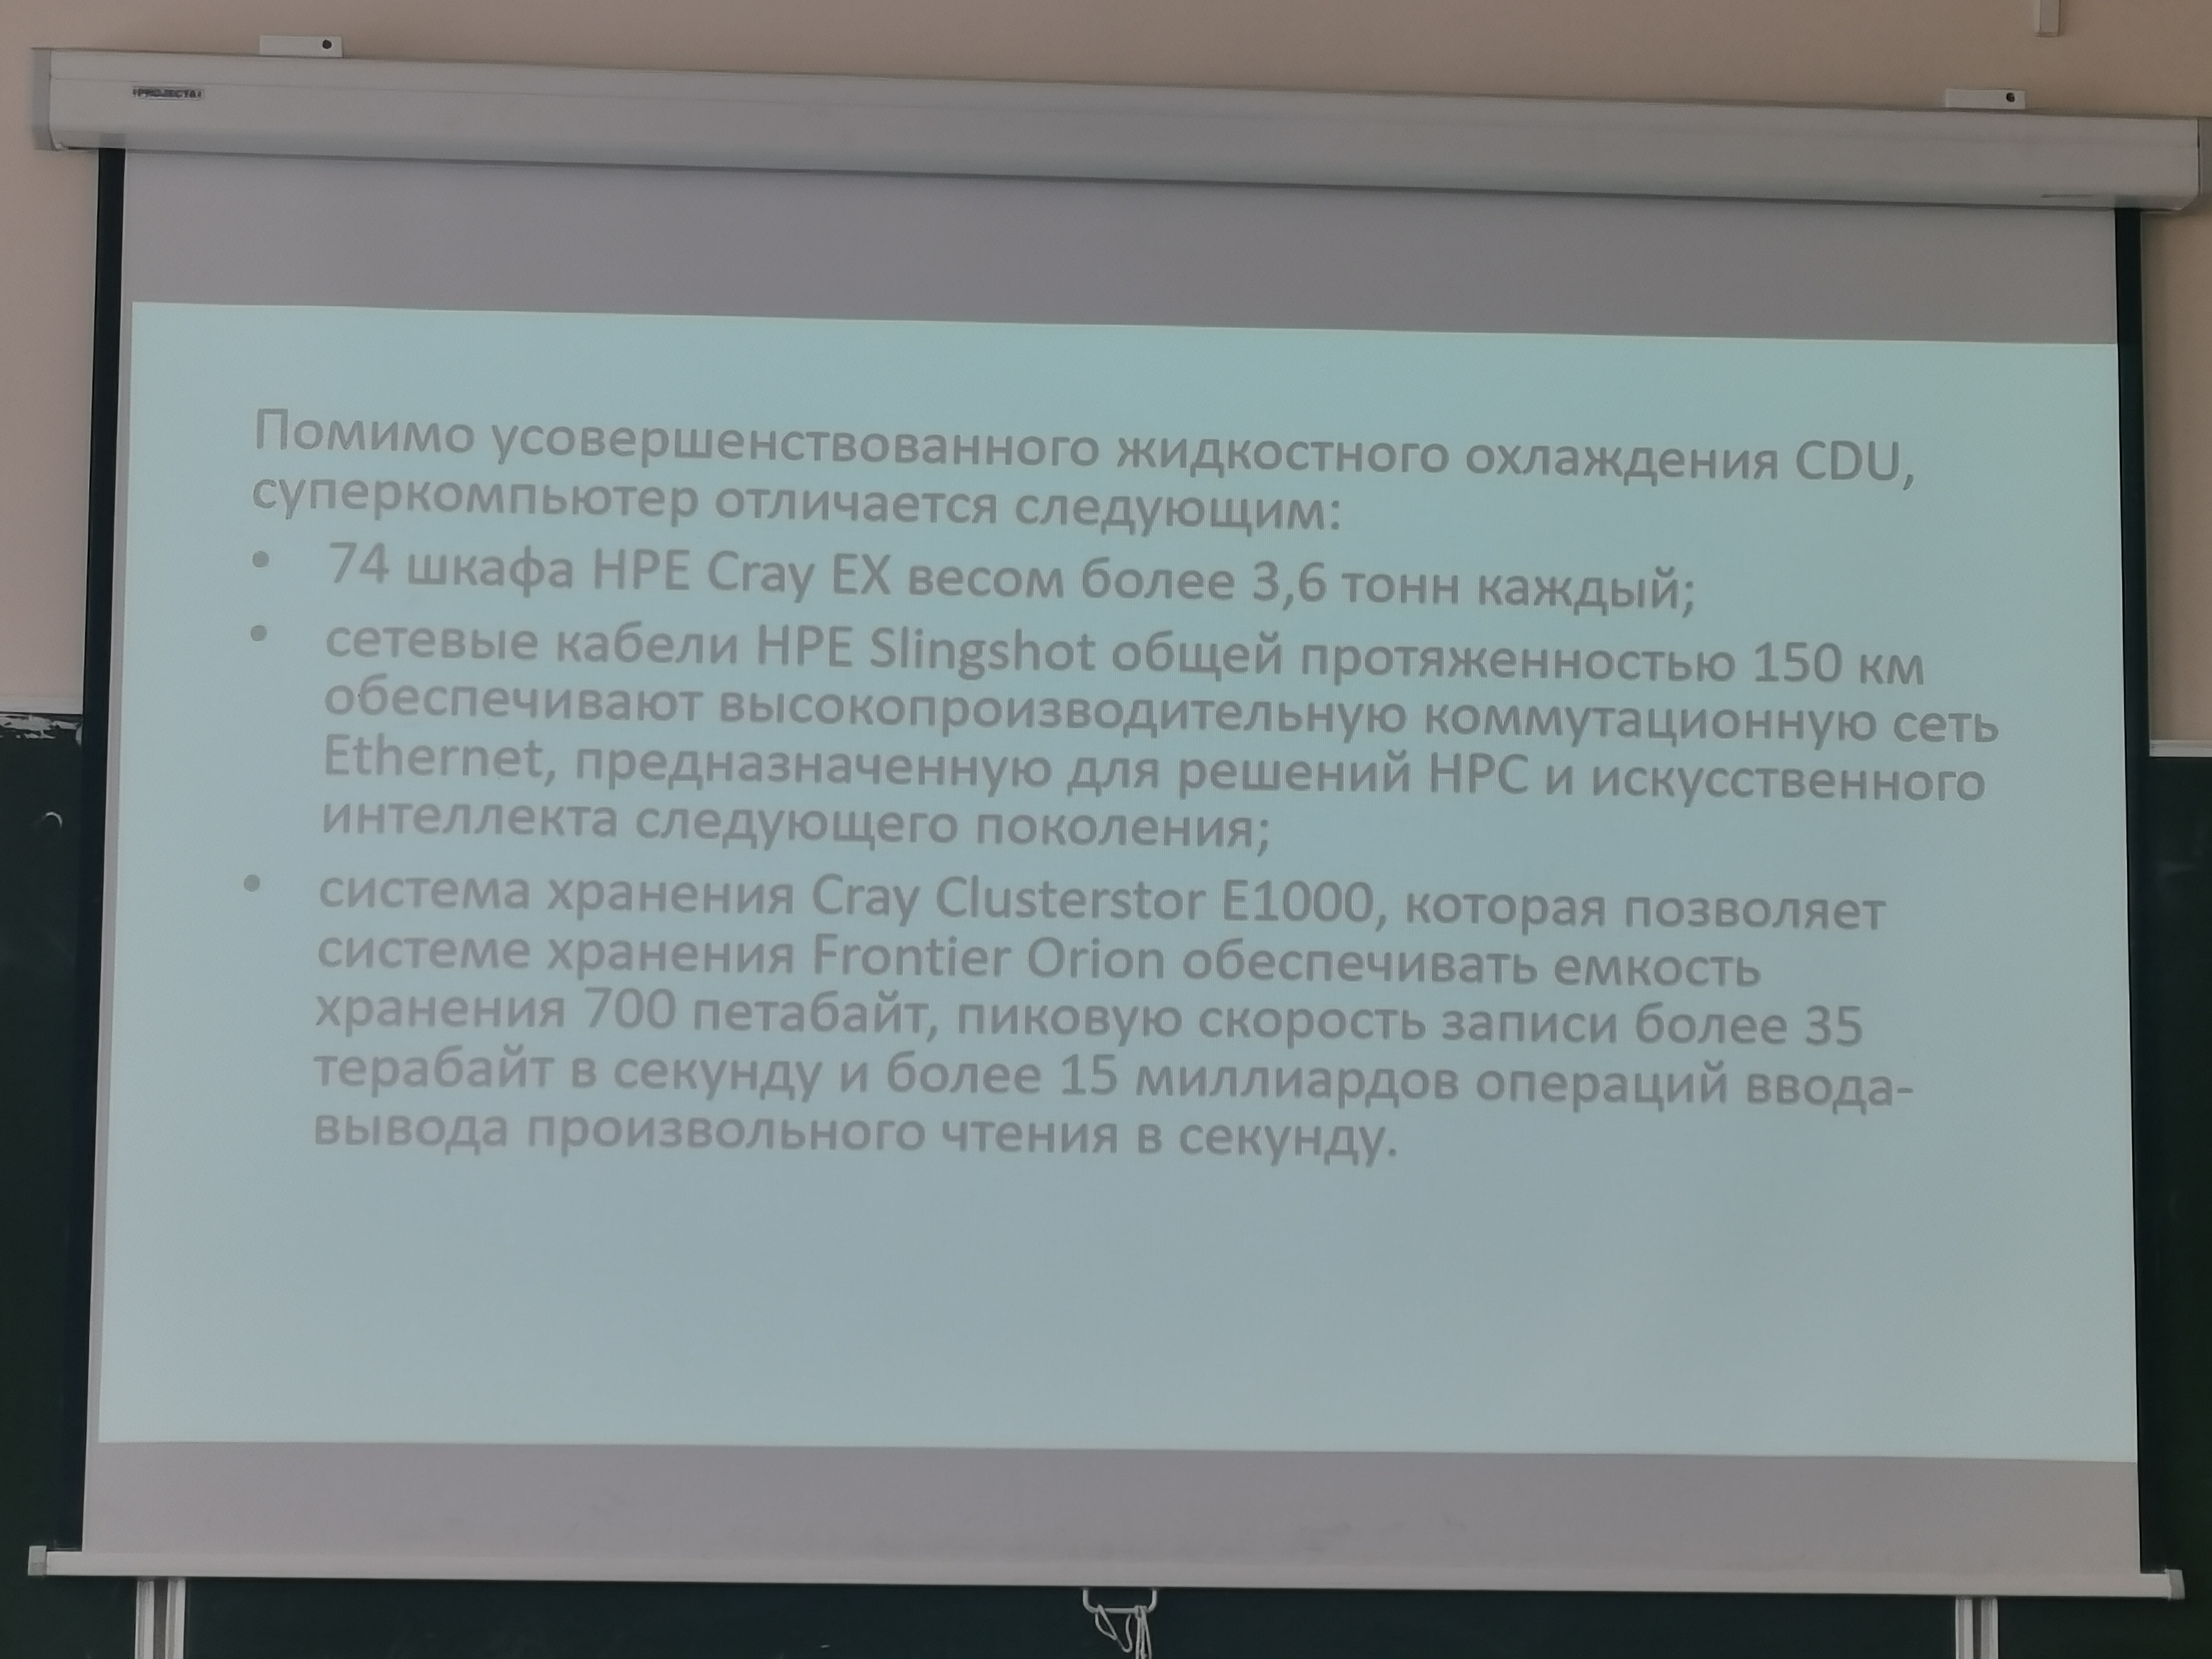 PROJECTA
Помимо усовершенствованного жидкостного охлаждения CDU,
суперкомпьютер отличается следующим:
• 74 шкафа HPE Cray EX весом более 3,6 тонн каждый;
• сетевые кабели HPE Slingshot общей протяженностью 150 км
обеспечивают высокопроизводительную коммутационную сеть
Ethernet, предназначенную для решений HPC и искусственного
интеллекта следующего поколения;
• система хранения Cray Clusterstor E1000, которая позволяет
системе хранения Frontier Orion обеспечивать емкость
хранения 700 петабайт, пиковую скорость записи более 35
терабайт в секунду и более 15 миллиардов операций ввода-
вывода произвольного чтения в секунду.